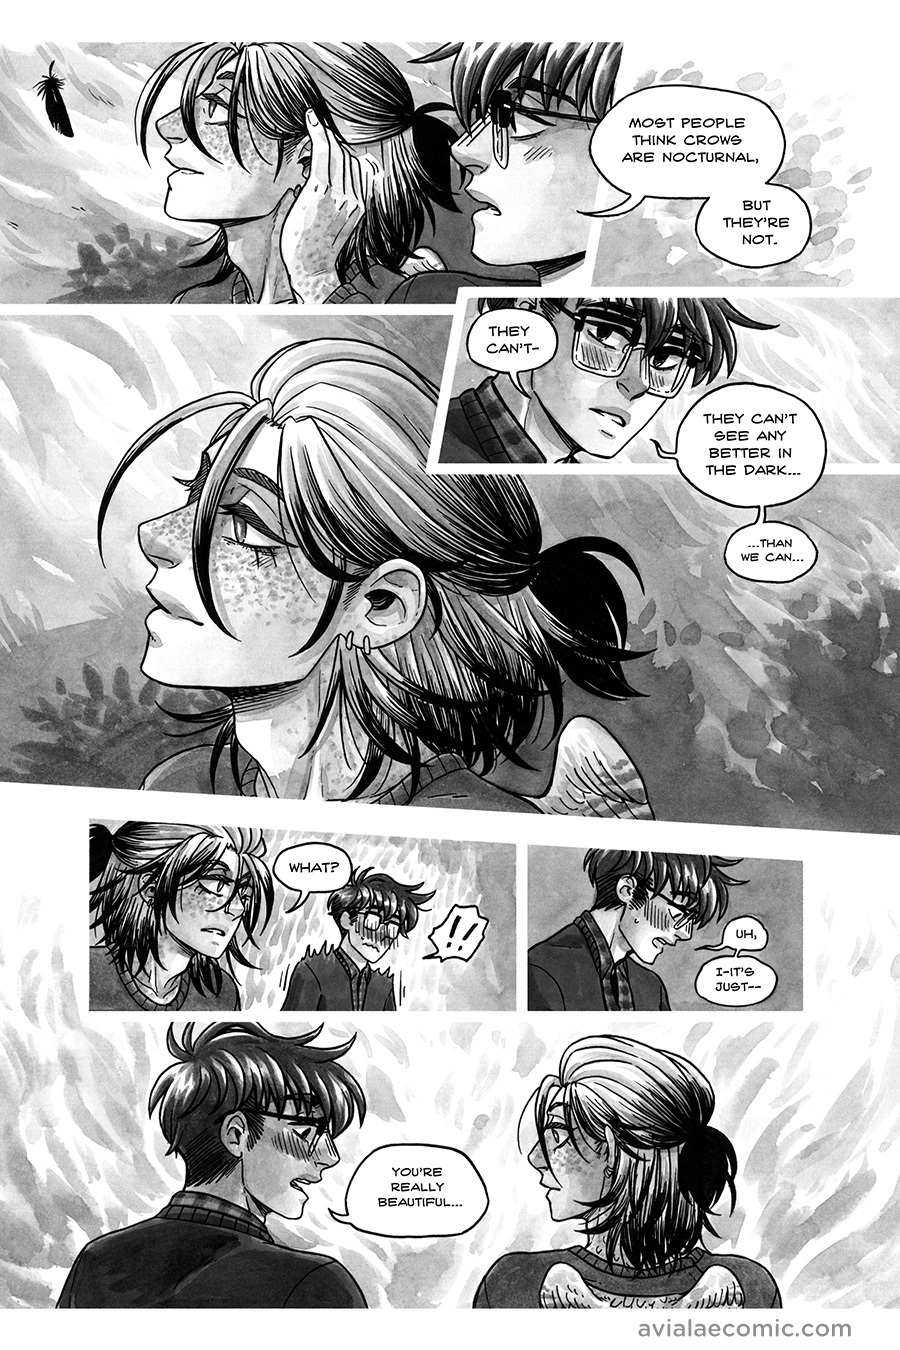 MOST PEOPLE
THINK CROWS
ARE NOCTURNAL,
BUT
THEY'RE
NOT.
THEY
CAN'T-
THEY CAN'T
SEE ANY
BETTER IN
THE DARK...
...THAN
WE CAN...
WHAT?
!!
UH,
I-IT'S
JUST--
YOU'RE
REALLY
BEAUTIFUL...
avialaecomic.com